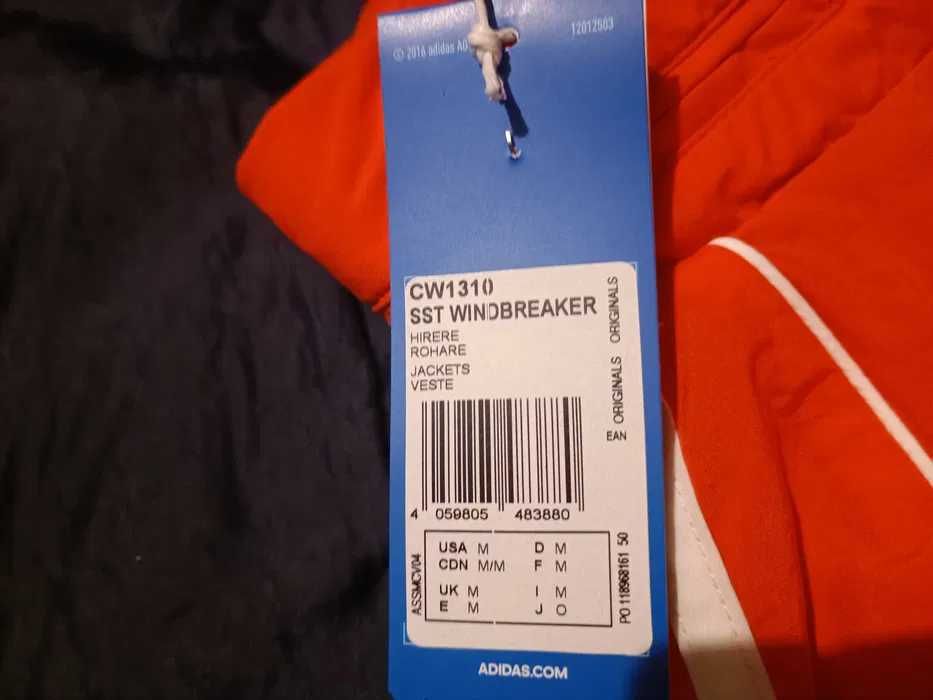 © 2016 adidas AG
12012503
CW1310
SST WINDBREAKER
HIRERE
ROHARE
JACKETS
VESTE
ORIGINALS ORIGINALS
EAN
4 059805 483880
ASSMCV04
USA M D M
CDN M/M F M
UK M I M
E M J O
PO 118968161 50
ADIDAS.COM